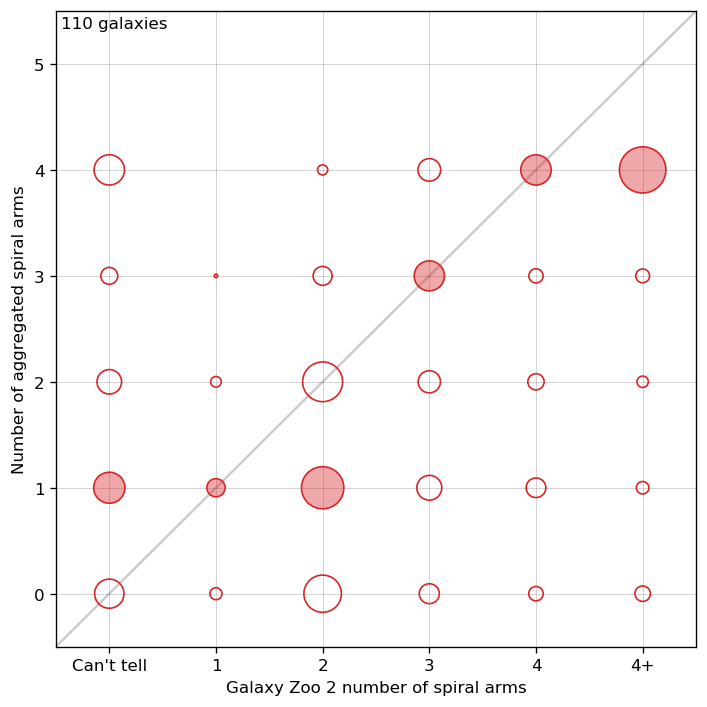 110 galaxies
Number of aggregated spiral arms
5
4
3
2
1
0
Can't tell 1 2 3 4 4+
Galaxy Zoo 2 number of spiral arms